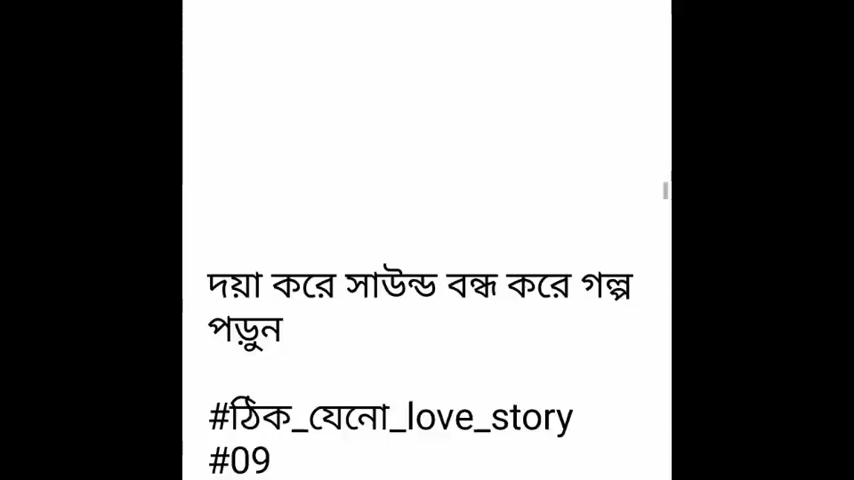 দয়া করে সাউন্ড বন্ধ করে গল্প
পড়ুন
#ঠিক_যেনো_love_story
#09